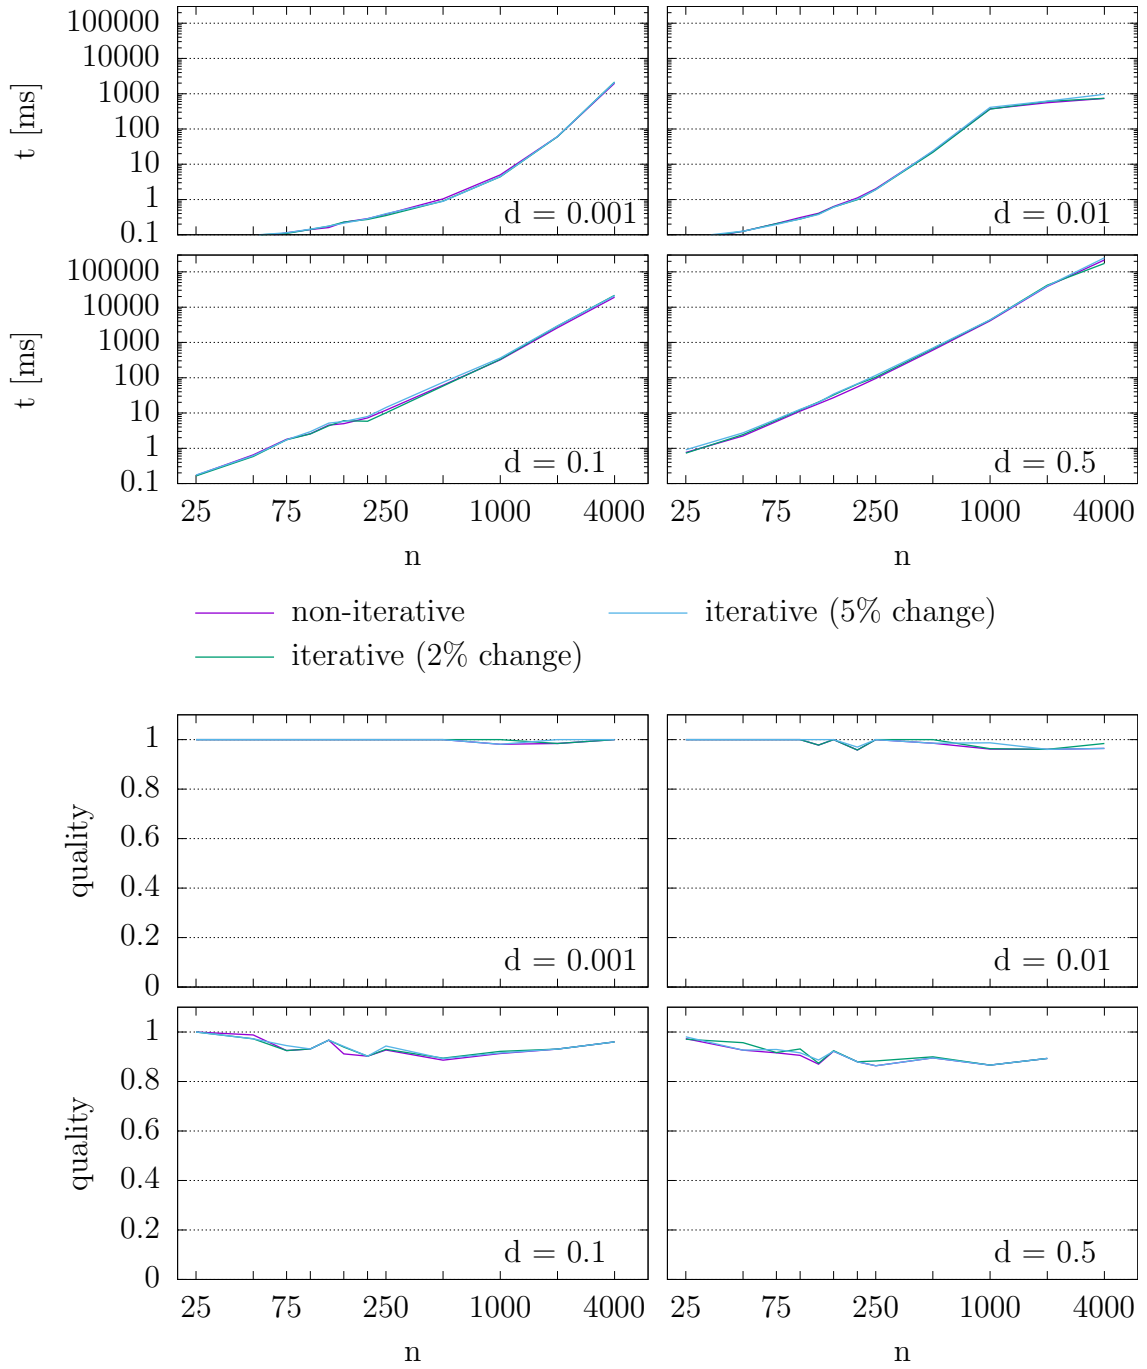 100000
10000
1000
100
10
1
0.1
t [ms]
d = 0.001
d = 0.01
100000
10000
1000
100
10
1
0.1
t [ms]
d = 0.1
d = 0.5
25 75 250 1000 4000
25 75 250 1000 4000
n
n
non-iterative
iterative (5% change)
iterative (2% change)
1
0.8
0.6
0.4
0.2
0
quality
d = 0.001
d = 0.01
1
0.8
0.6
0.4
0.2
0
quality
d = 0.1
d = 0.5
25 75 250 1000 4000
25 75 250 1000 4000
n
n